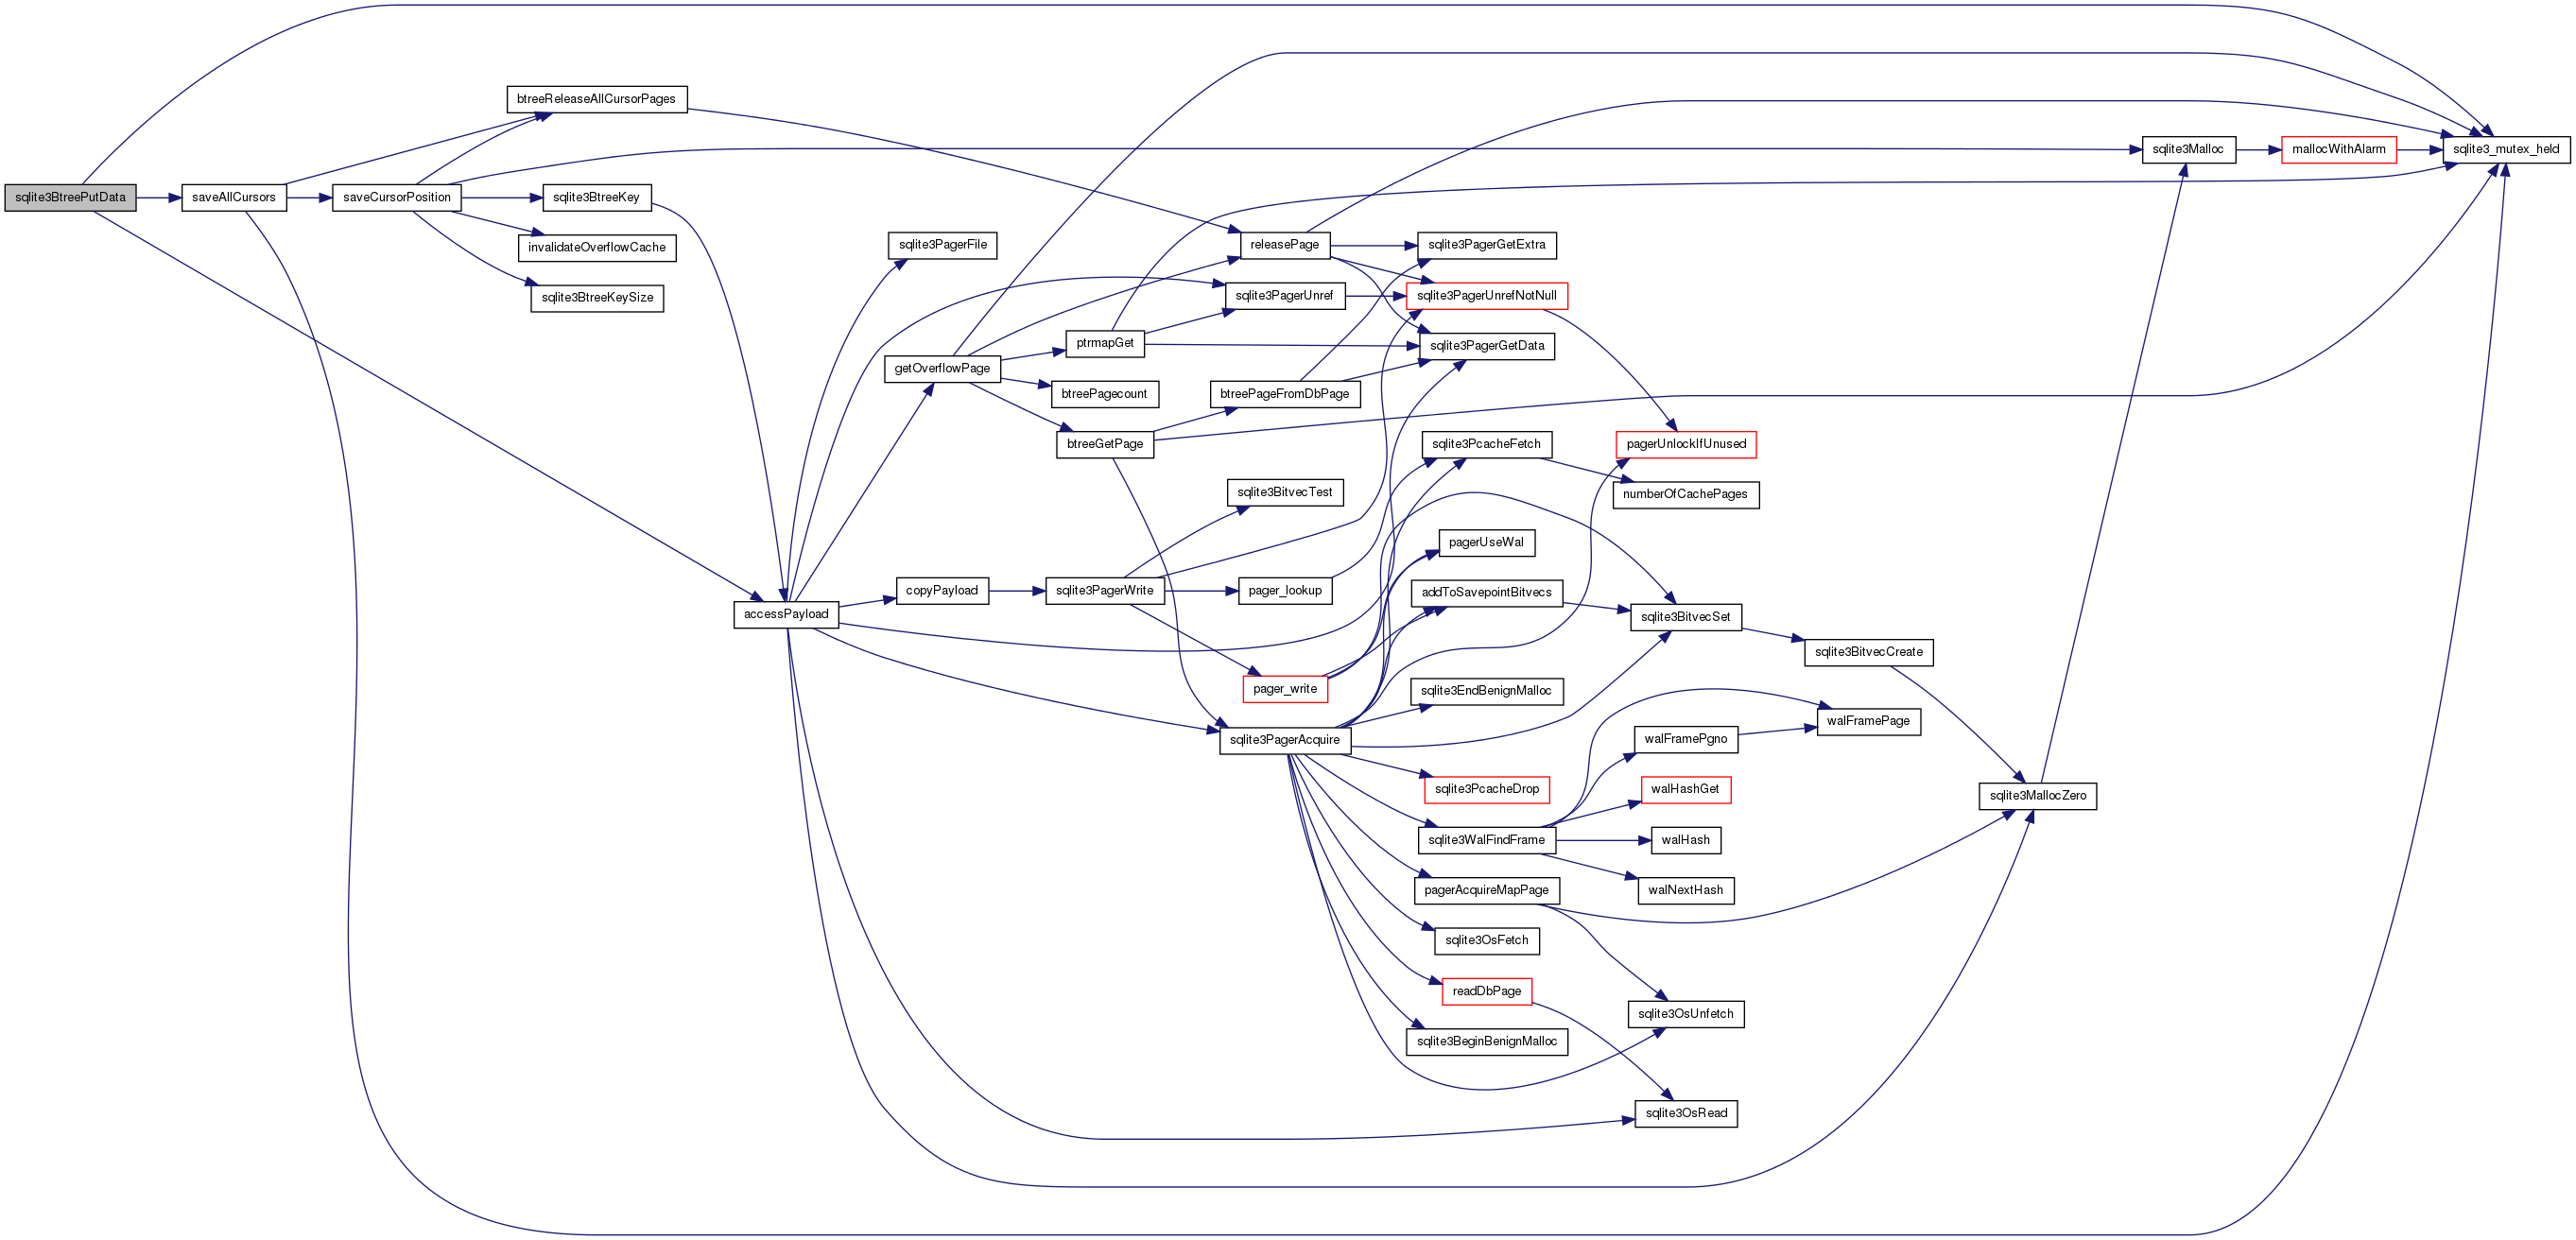 sqlite3BtreePutData
saveAllCursors
btreeReleaseAllCursorPages
saveCursorPosition
sqlite3BtreeKey
invalidateOverflowCache
sqlite3BtreeKeySize
accessPayload
sqlite3PagerFile
getOverflowPage
copyPayload
ptrmapGet
btreePagecount
btreeGetPage
sqlite3PagerWrite
releasePage
sqlite3PagerUnref
btreePageFromDbPage
sqlite3BitvecTest
pager_lookup
pager_write
sqlite3PagerAcquire
sqlite3PagerGetExtra
sqlite3PagerUnrefNotNull
sqlite3PagerGetData
sqlite3PcacheFetch
pagerUseWal
addToSavepointBitvecs
sqlite3EndBenignMalloc
sqlite3PcacheDrop
sqlite3WalFindFrame
pagerAcquireMapPage
sqlite3OsFetch
readDbPage
sqlite3BeginBenignMalloc
pagerUnlockIfUnused
numberOfCachePages
sqlite3BitvecSet
walFramePgno
walHashGet
walHash
walNextHash
sqlite3OsUnfetch
sqlite3OsRead
sqlite3BitvecCreate
walFramePage
sqlite3MallocZero
sqlite3Malloc
mallocWithAlarm
sqlite3_mutex_held